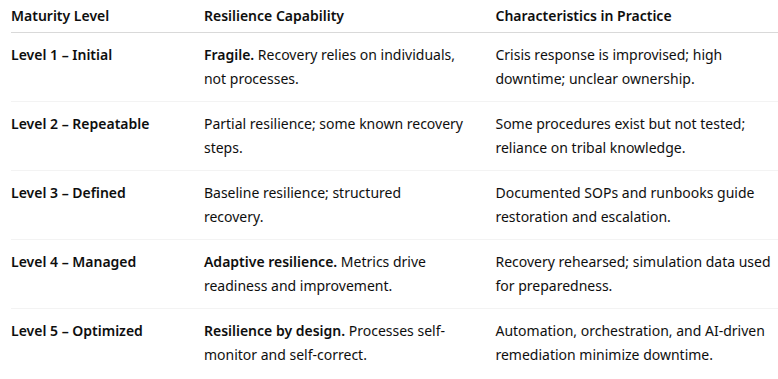 Maturity Level Resilience Capability Characteristics in Practice
Level 1 – Initial Fragile. Recovery relies on individuals, Crisis response is improvised; high
not processes. downtime; unclear ownership.
Level 2 – Repeatable Partial resilience; some known recovery Some procedures exist but not tested;
steps. reliance on tribal knowledge.
Level 3 – Defined Baseline resilience; structured Documented SOPs and runbooks guide
recovery. restoration and escalation.
Level 4 – Managed Adaptive resilience. Metrics drive Recovery rehearsed; simulation data used
readiness and improvement. for preparedness.
Level 5 – Optimized Resilience by design. Processes self- Automation, orchestration, and AI-driven
monitor and self-correct. remediation minimize downtime.